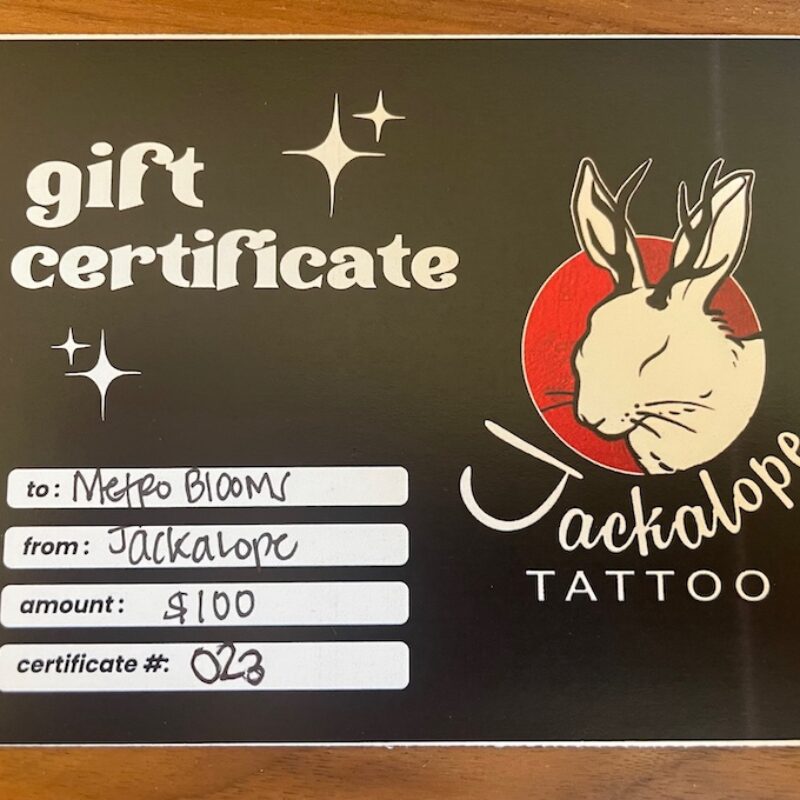 gift
certificate
to: Metro Blooms
from: Jackalope
amount: $100
certificate #: 023
Jackalope
TATTOO